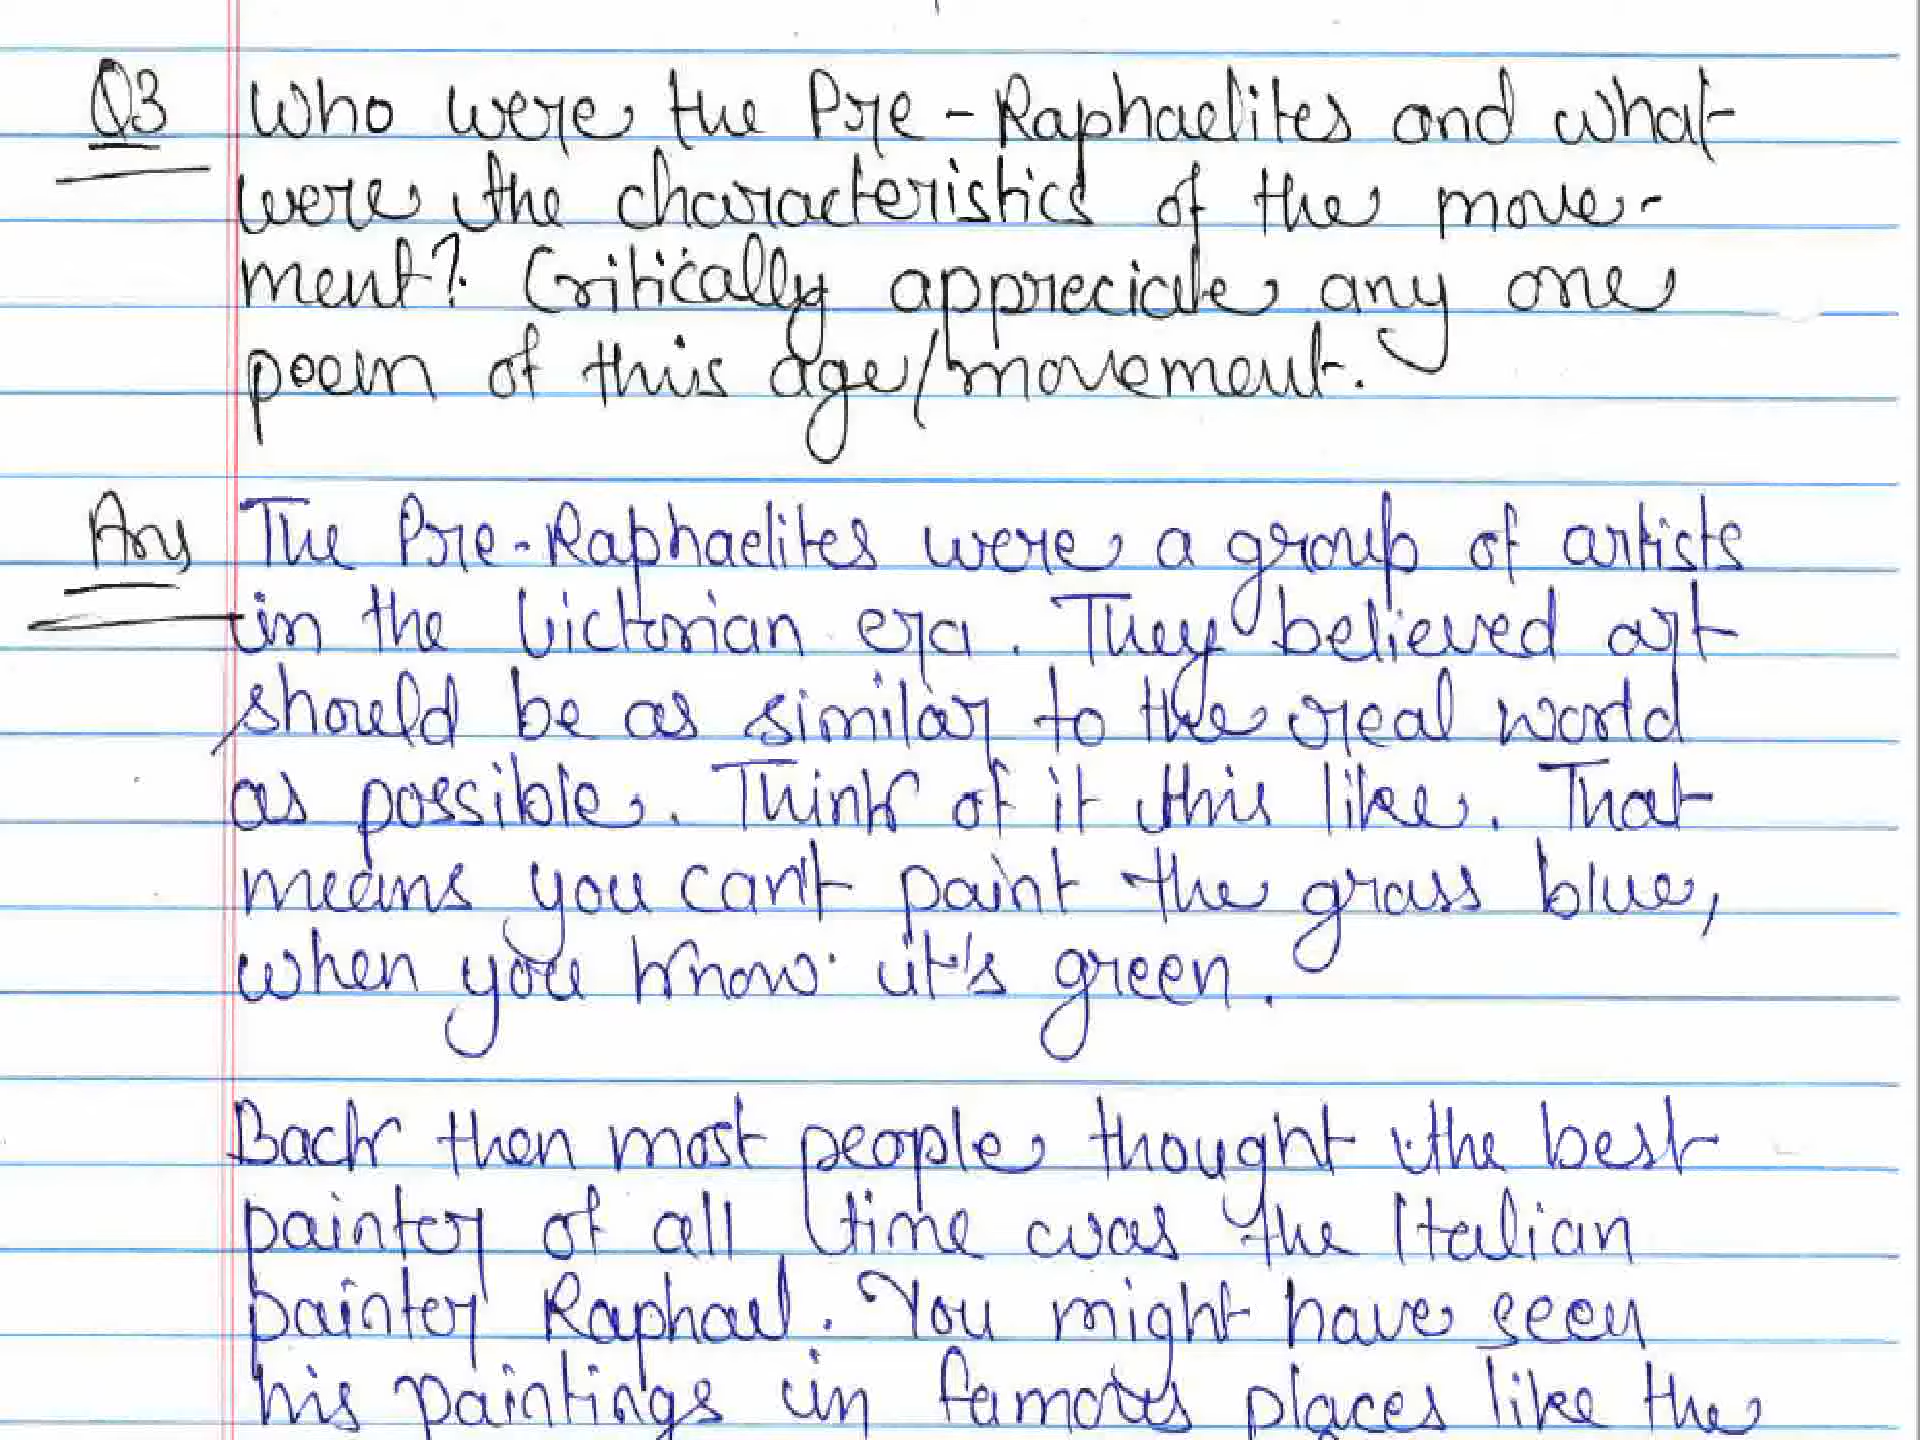 Q3 Who were the Pre-Raphaelites and what
were the characteristics of the move-
ment? Critically appreciate any one
poem of this age/movement.
Ans The Pre-Raphaelites were a group of artists
in the Victorian era. They believed art
should be as similar to the real world
as possible. Think of it this like. That
means you can't paint the grass blue,
when you know it's green.
Back then most people thought the best
painter of all time was the Italian
painter Raphael. You might have seen
his paintings in famous places like the